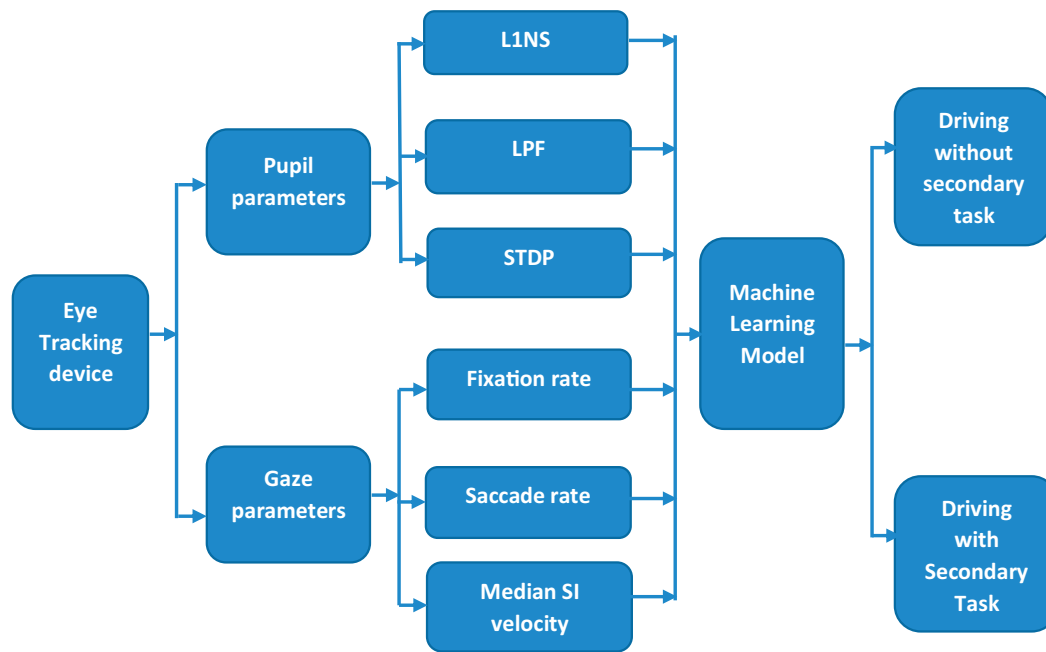 Eye
Tracking
device
Pupil
parameters
Gaze
parameters
L1NS
LPF
STDP
Fixation rate
Saccade rate
Median SI
velocity
Machine
Learning
Model
Driving
without
secondary
task
Driving
with
Secondary
Task